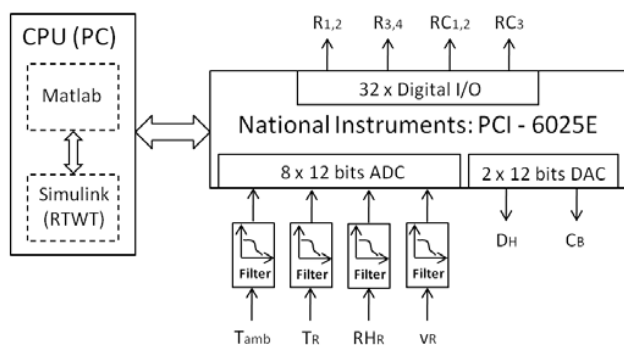 CPU (PC)
Matlab
Simulink
(RTWT)
R1,2 R3,4 RC1,2 RC3
32 x Digital I/O
National Instruments: PCI - 6025E
8 x 12 bits ADC
2 x 12 bits DAC
Filter Filter Filter Filter
DH CB
Tamb TR RHR vR